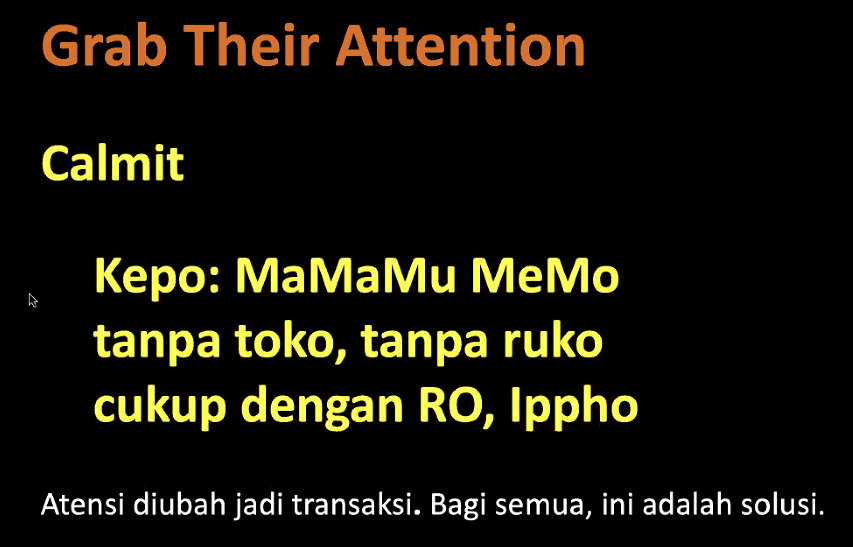 Grab Their Attention
Calmit
Kepo: MaMaMu MeMo
tanpa toko, tanpa ruko
cukup dengan RO, Ippho
Atensi diubah jadi transaksi. Bagi semua, ini adalah solusi.